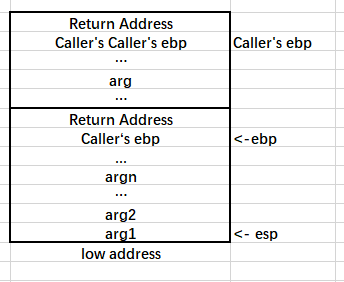 Return Address
Caller's Caller's ebp Caller's ebp
...
arg
...
Return Address
Caller‘s ebp <-ebp
...
argn
...
arg2
arg1 <- esp
low address